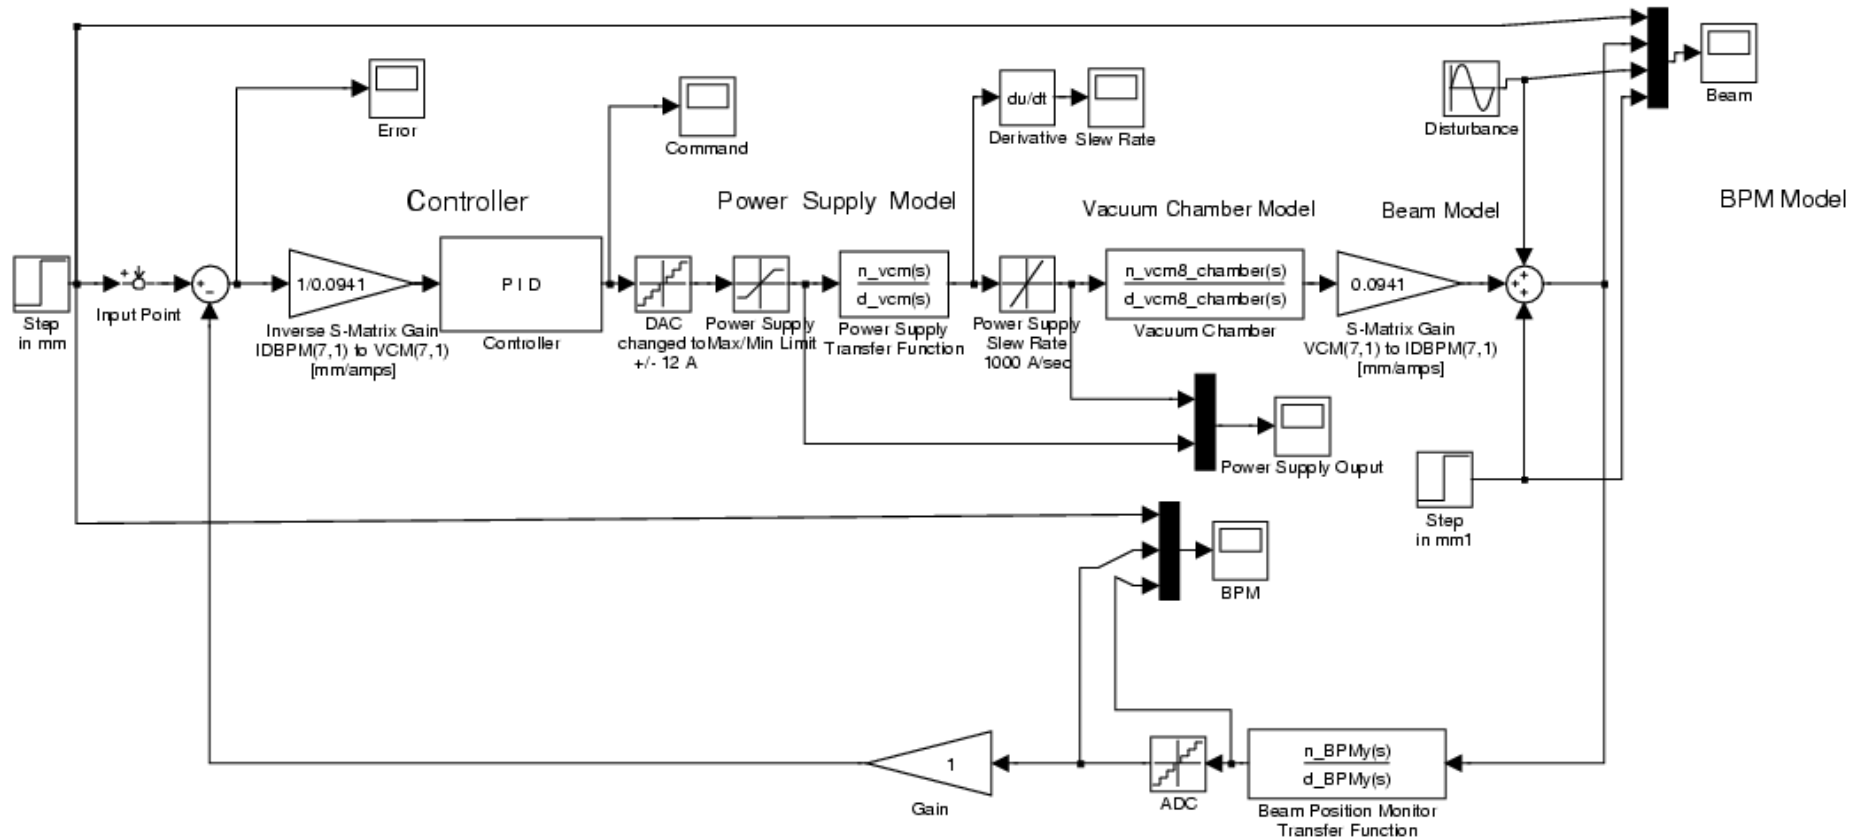 Error
Command
du/dt
Derivative
Slew Rate
Disturbance
Beam
Controller
Power Supply Model
Vacuum Chamber Model
Beam Model
BPM Model
Step
in mm
+
Input Point
+
−
1/0.0941
Inverse S-Matrix Gain
IDBPM(7,1) to VCM(7,1)
[mm/amps]
PID
Controller
DAC
changed to
+/- 12 A
Power Supply
Max/Min Limit
n_vcm(s)
d_vcm(s)
Power Supply
Transfer Function
Power Supply
Slew Rate
1000 A/sec
n_vcm8_chamber(s)
d_vcm8_chamber(s)
Vacuum Chamber
0.0941
S-Matrix Gain
VCM(7,1) to IDBPM(7,1)
[mm/amps]
+
+
+
Power Supply Ouput
Step
in mm1
BPM
1
Gain
ADC
n_BPMy(s)
d_BPMy(s)
Beam Position Monitor
Transfer Function